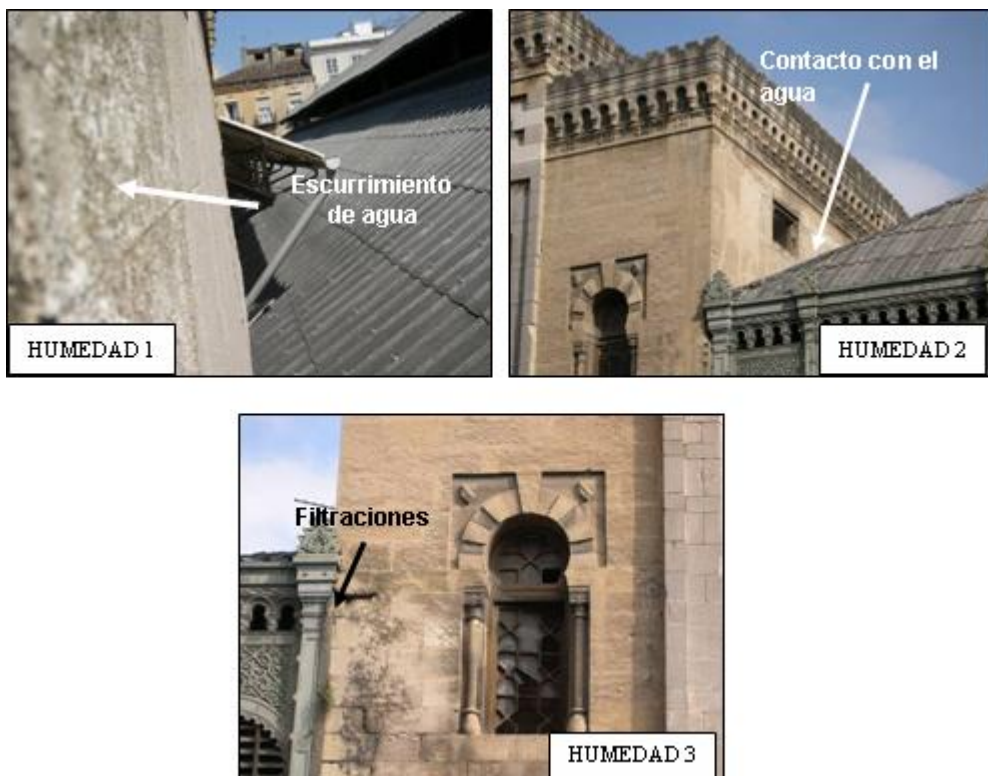 Escurrimiento
de agua
HUMEDAD 1
Contacto con el
agua
HUMEDAD 2
Filtraciones
HUMEDAD 3